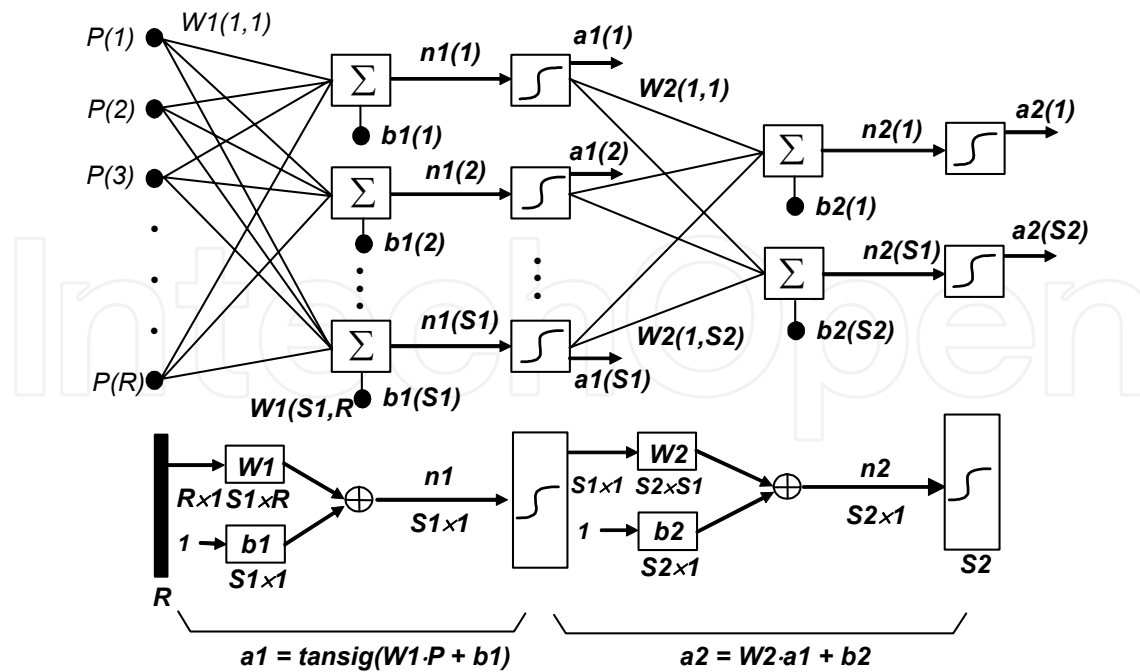 W1(1,1)
P(1)
P(2)
P(3)
P(R)
Σ
Σ
Σ
n1(1)
n1(2)
n1(S1)
b1(1)
b1(2)
b1(S1)
W1(S1,R
a1(1)
a1(2)
a1(S1)
W2(1,1)
W2(1,S2)
Σ
Σ
n2(1)
n2(S1)
b2(1)
b2(S2)
a2(1)
a2(S2)
IntechOpen
W1
R×1 S1×R
1
b1
S1×1
R
n1
S1×1
S1×1
W2
S2×S1
1
b2
S2×1
n2
S2×1
S2
a1 = tansig(W1·P + b1)
a2 = W2·a1 + b2